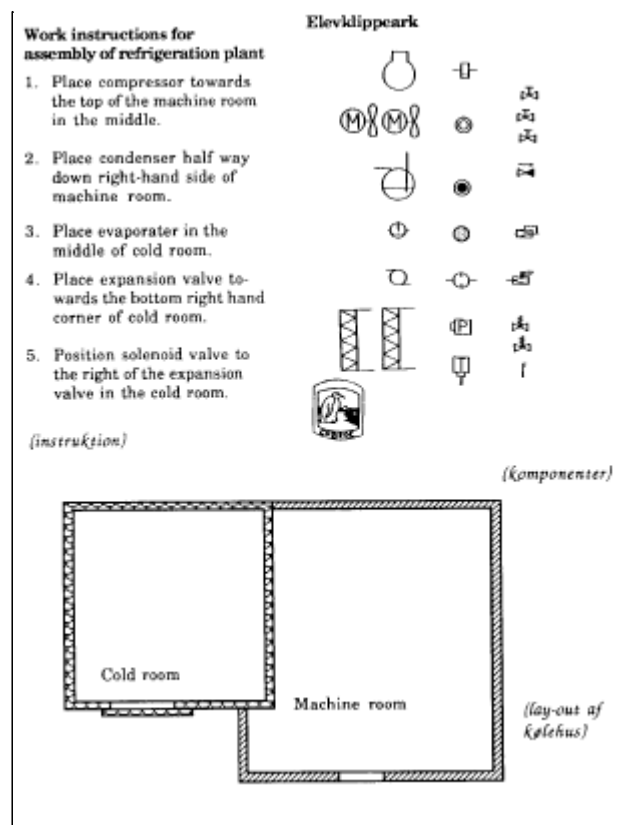 Work instructions for
assembly of refrigeration plant
1. Place compressor towards
the top of the machine room
in the middle.
2. Place condenser half way
down right-hand side of
machine room.
3. Place evaporater in the
middle of cold room.
4. Place expansion valve to-
wards the bottom right hand
corner of cold room.
5. Position solenoid valve to
the right of the expansion
valve in the cold room.
(instruktion)
Elevklippeark
M M
P
(komponenter)
Cold room
Machine room
(lay-out af
kølehus)